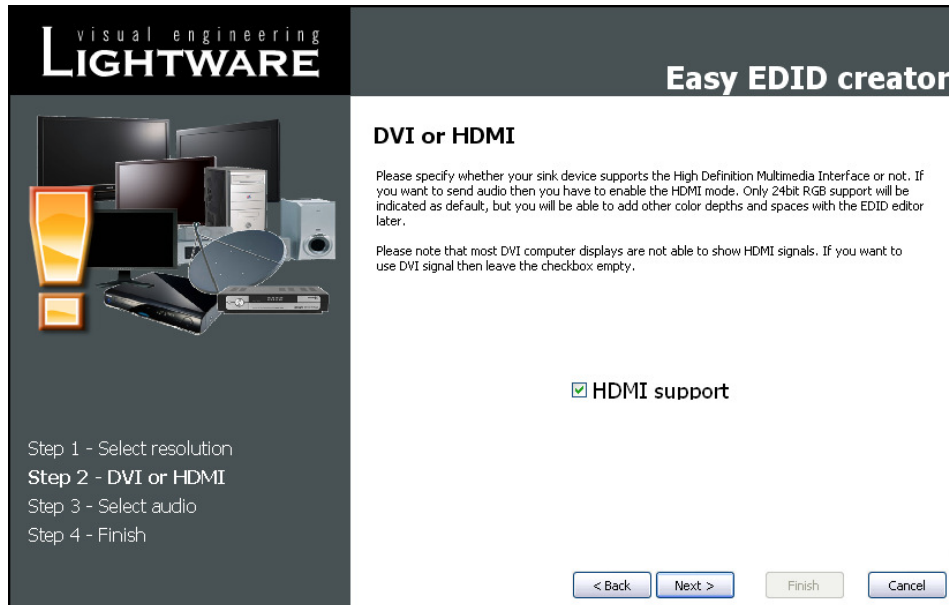 visual engineering
LIGHTWARE
Easy EDID creator
DVI or HDMI
Please specify whether your sink device supports the High Definition Multimedia Interface or not. If
you want to send audio then you have to enable the HDMI mode. Only 24bit RGB support will be
indicated as default, but you will be able to add other color depths and spaces with the EDID editor
later.
Please note that most DVI computer displays are not able to show HDMI signals. If you want to
use DVI signal then leave the checkbox empty.
HDMI support
Step 1 - Select resolution
Step 2 - DVI or HDMI
Step 3 - Select audio
Step 4 - Finish
< Back
Next >
Finish
Cancel